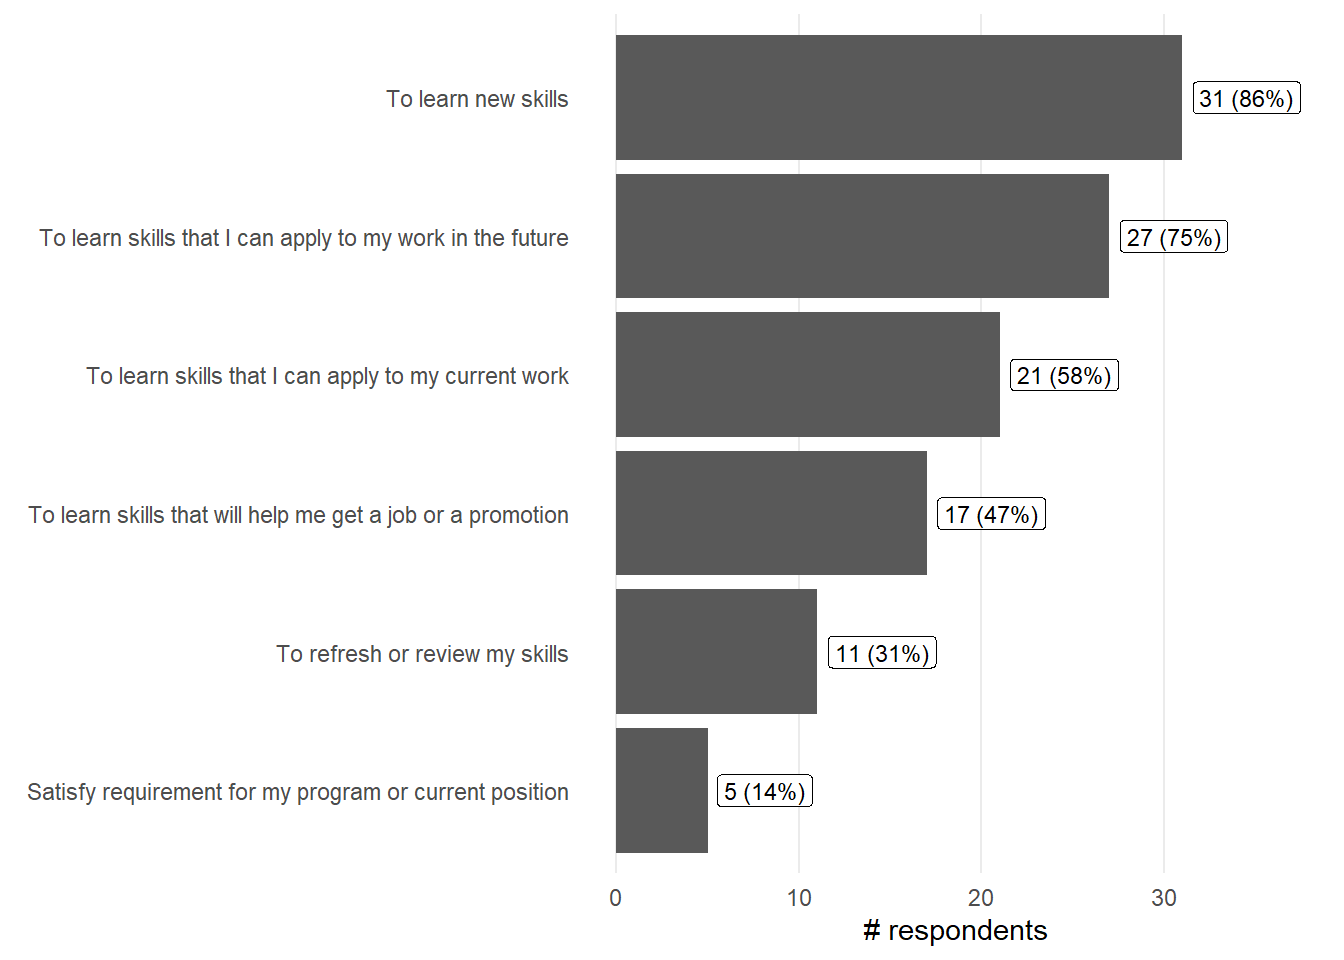 To learn new skills
31 (86%)
To learn skills that I can apply to my work in the future
27 (75%)
To learn skills that I can apply to my current work
21 (58%)
To learn skills that will help me get a job or a promotion
17 (47%)
To refresh or review my skills
11 (31%)
Satisfy requirement for my program or current position
5 (14%)
0 10 20 30
# respondents